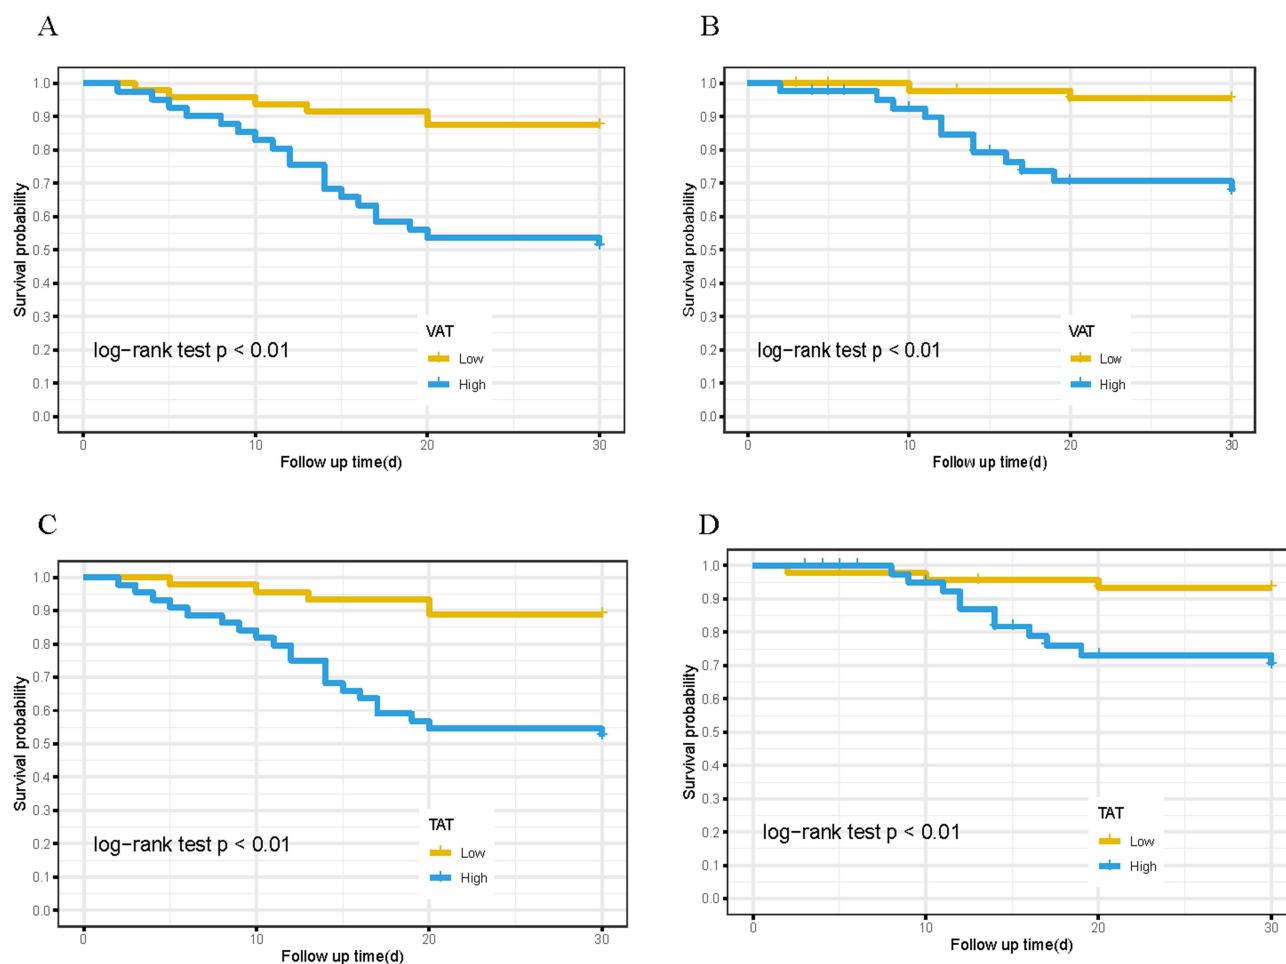 A
1.0
0.9
0.8
0.7
0.6
0.5
0.4
0.3
0.2
0.1
0.0
Survival probability
log-rank test p < 0.01
VAT
Low
High
0 10 20 30
Follow up time(d)
B
1.0
0.9
0.8
0.7
0.6
0.5
0.4
0.3
0.2
0.1
0.0
Survival probability
log-rank test p < 0.01
VAT
Low
High
0 10 20 30
Follow up time(d)
C
1.0
0.9
0.8
0.7
0.6
0.5
0.4
0.3
0.2
0.1
0.0
Survival probability
log-rank test p < 0.01
TAT
Low
High
0 10 20 30
Follow up time(d)
D
1.0
0.9
0.8
0.7
0.6
0.5
0.4
0.3
0.2
0.1
0.0
Survival probability
log-rank test p < 0.01
TAT
Low
High
0 10 20 30
Follow up time(d)